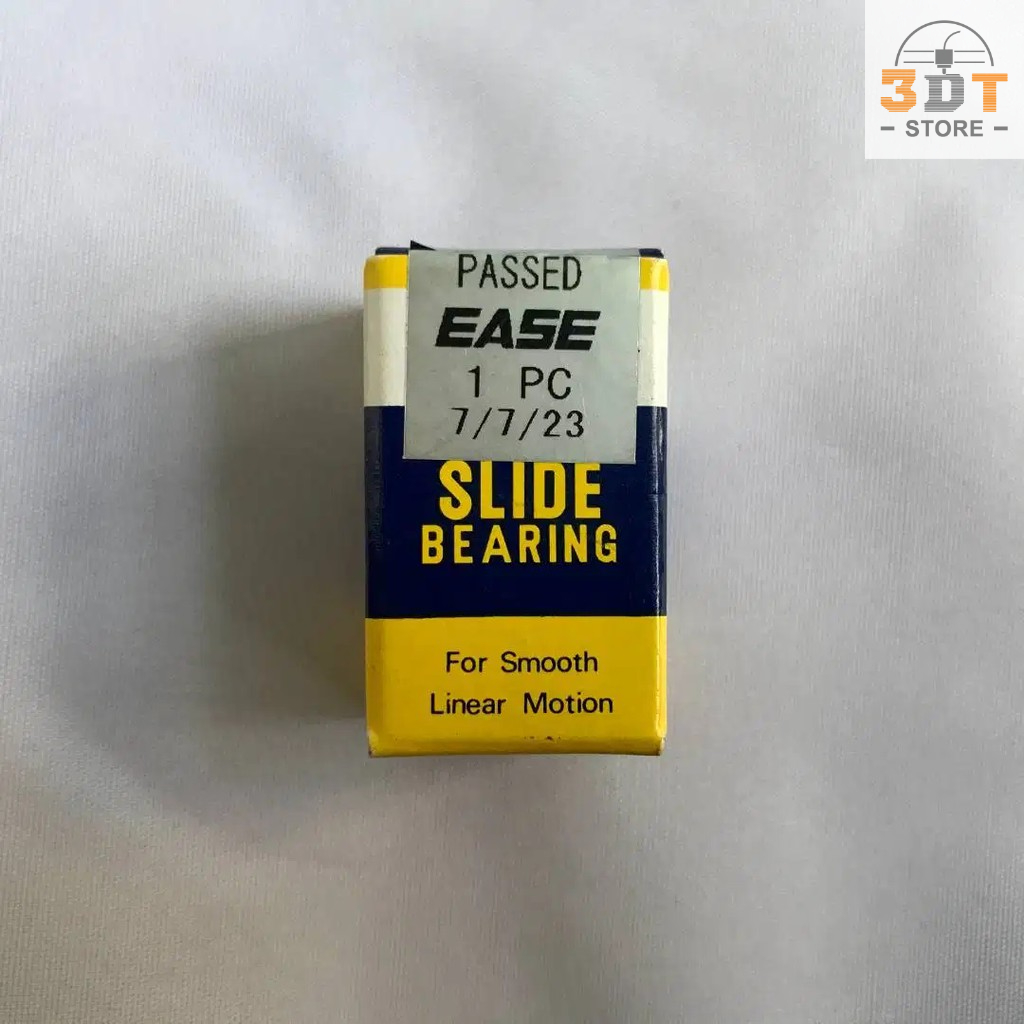 3DT
- STORE -
PASSED
EASE
1 PC
7/7/23
SLIDE
BEARING
For Smooth
Linear Motion